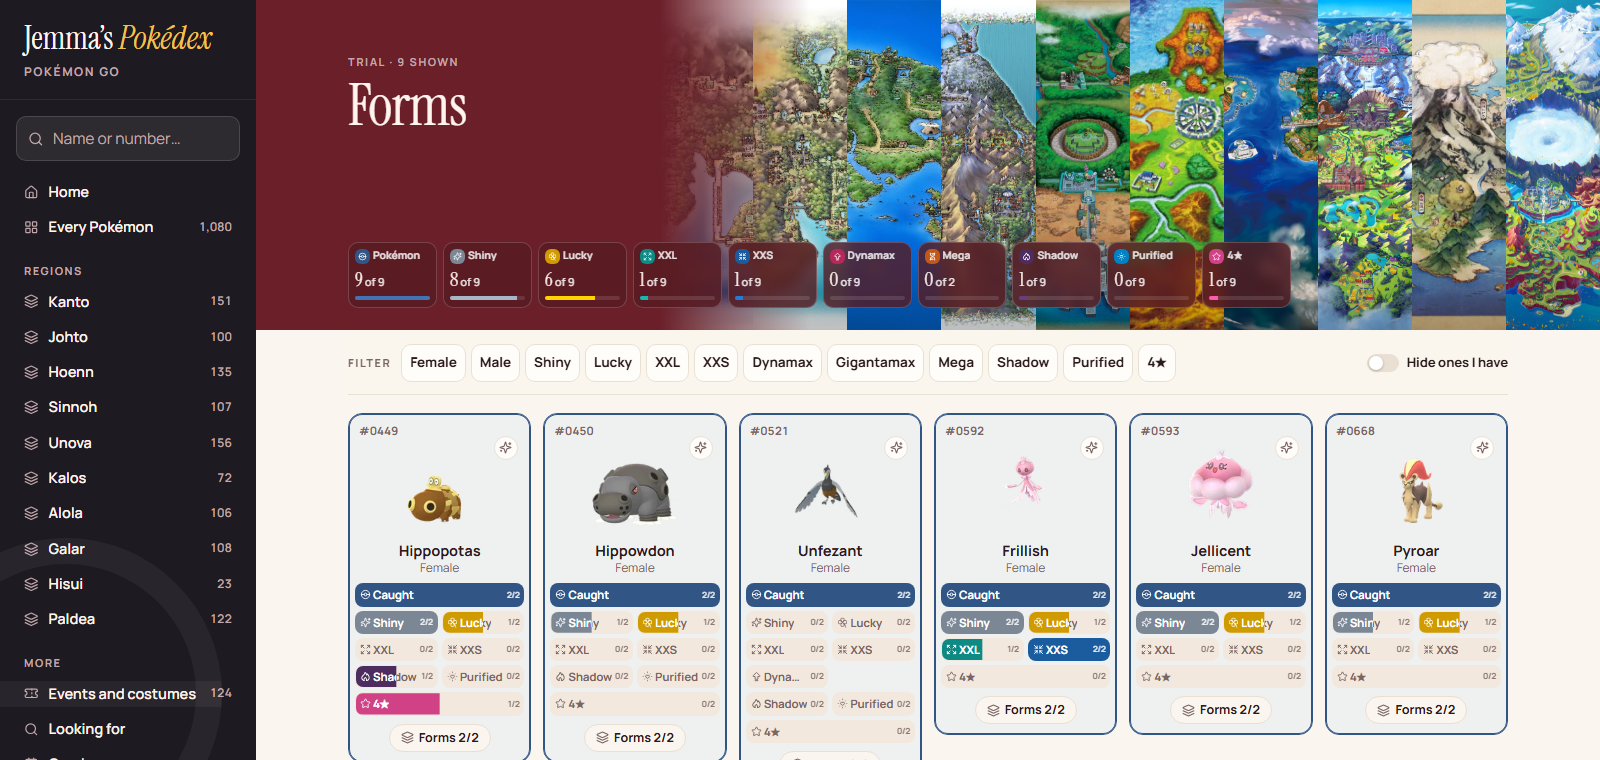 Jemma's Pokédex
POKÉMON GO
Name or number...
Home
Every Pokémon 1,080
REGIONS
Kanto 151
Johto 100
Hoenn 135
Sinnoh 107
Unova 156
Kalos 72
Alola 106
Galar 108
Hisui 23
Paldea 122
MORE
Events and costumes 124
Looking for
TRIAL · 9 SHOWN
Forms
Pokémon Shiny Lucky XXL XXS Dynamax Mega Shadow Purified 4★
9 of 9 8 of 9 6 of 9 1 of 9 1 of 9 0 of 9 0 of 2 1 of 9 0 of 9 1 of 9
FILTER Female Male Shiny Lucky XXL XXS Dynamax Gigantamax Mega Shadow Purified 4★ Hide ones I have
#0449
Hippopotas
Female
Caught 2/2
Shiny 2/2 Lucky 1/2
XXL 0/2 XXS 0/2
Shadow 1/2 Purified 0/2
4★ 1/2
Forms 2/2
#0450
Hippowdon
Female
Caught 2/2
Shiny 1/2 Lucky 1/2
XXL 0/2 XXS 0/2
Shadow 0/2 Purified 0/2
4★ 0/2
Forms 2/2
#0521
Unfezant
Female
Caught 2/2
Shiny 0/2 Lucky 0/2
XXL 0/2 XXS 0/2
Dyna... 0/2
Shadow 0/2 Purified 0/2
4★ 0/2
#0592
Frillish
Female
Caught 2/2
Shiny 2/2 Lucky 1/2
XXL 1/2 XXS 2/2
4★ 0/2
Forms 2/2
#0593
Jellicent
Female
Caught 2/2
Shiny 2/2 Lucky 1/2
XXL 0/2 XXS 0/2
4★ 0/2
Forms 2/2
#0668
Pyroar
Female
Caught 2/2
Shiny 1/2 Lucky 1/2
XXL 0/2 XXS 0/2
4★ 0/2
Forms 2/2